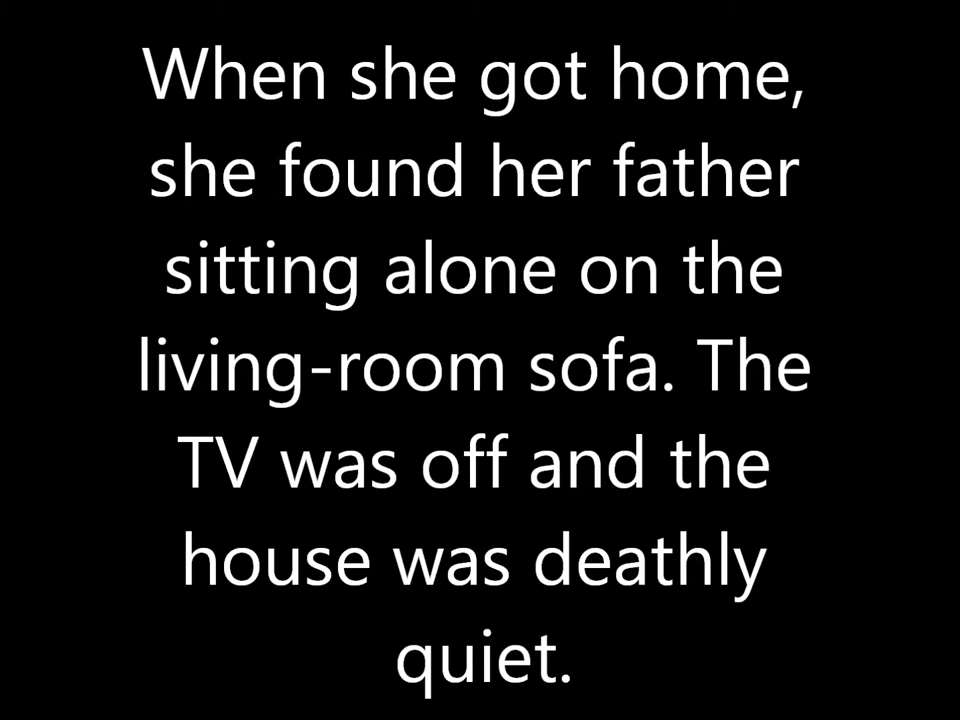 When she got home,
she found her father
sitting alone on the
living-room sofa. The
TV was off and the
house was deathly
quiet.